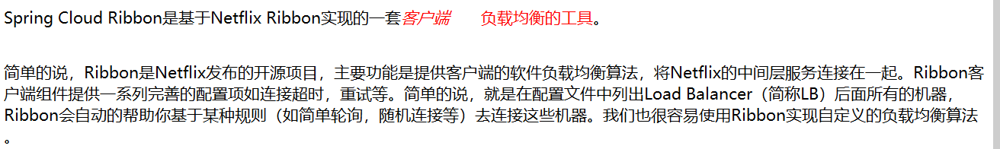 Spring Cloud Ribbon是基于Netflix Ribbon实现的一套客户端 负载均衡的工具。
简单的说，Ribbon是Netflix发布的开源项目，主要功能是提供客户端的软件负载均衡算法，将Netflix的中间层服务连接在一起。Ribbon客
户端组件提供一系列完善的配置项如连接超时，重试等。简单的说，就是在配置文件中列出Load Balancer（简称LB）后面所有的机器，
Ribbon会自动的帮助你基于某种规则（如简单轮询，随机连接等）去连接这些机器。我们也很容易使用Ribbon实现自定义的负载均衡算法
。